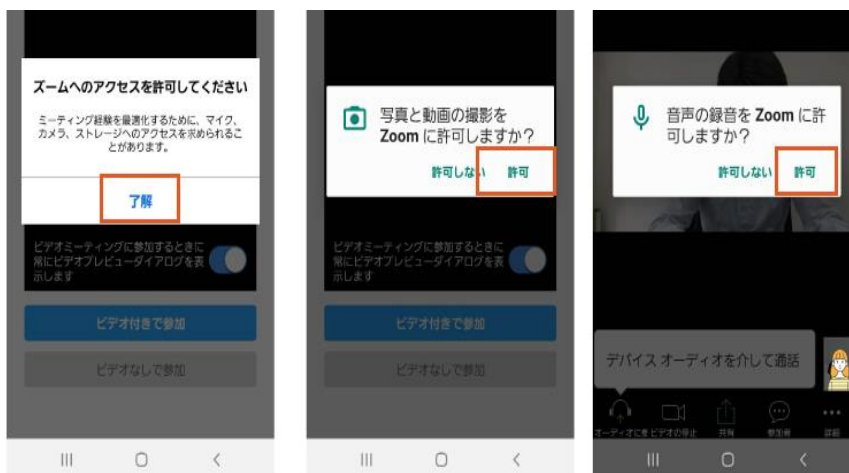 ズームへのアクセスを許可してください
ミーティング経験を最適化するために、マイク、
カメラ、ストレージへのアクセスを求められるこ
とがあります。
了解
ビデオミーティングに参加するときに
常にビデオプレビューダイアログを表
示します
ビデオ付きで参加
ビデオなしで参加
写真と動画の撮影を
Zoom に許可しますか?
許可しない 許可
ビデオミーティングに参加するときに
常にビデオプレビューダイアログを表
示します
ビデオ付きで参加
ビデオなしで参加
音声の録音を Zoom に許
可しますか?
許可しない 許可
デバイス オーディオを介して通話
オーディオに ビデオの停止 共有 参加者 詳細